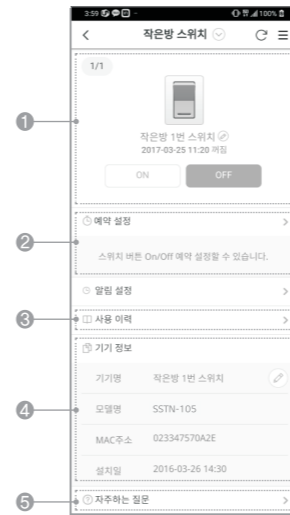 3:59
100%
작은방 스위치
1/1
작은방 1번 스위치
2017-03-25 11:20 꺼짐
ON OFF
1
예약 설정
2
스위치 버튼 On/Off 예약 설정할 수 있습니다.
알림 설정
3 사용 이력
기기 정보
기기명 작은방 1번 스위치
4
모델명 SSTN-105
MAC주소 023347570A2E
설치일 2016-03-26 14:30
5 자주하는 질문